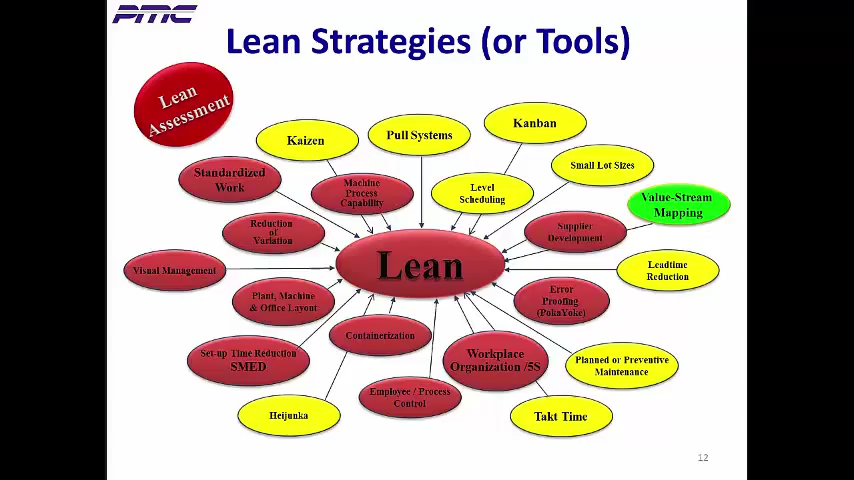 PMC
Lean Strategies (or Tools)
Lean
Assessment
Kaizen
Pull Systems
Kanban
Small Lot Sizes
Standardized
Work
Machine
Process
Capability
Level
Scheduling
Value-Stream
Mapping
Reduction
of
Variation
Supplier
Development
Visual Management
Lean
Leadtime
Reduction
Plant, Machine
& Office Layout
Error
Proofing
(PokaYoke)
Containerization
Set-up Time Reduction
SMED
Workplace
Organization /5S
Planned or Preventive
Maintenance
Employee / Process
Control
Heijunka
Takt Time
12